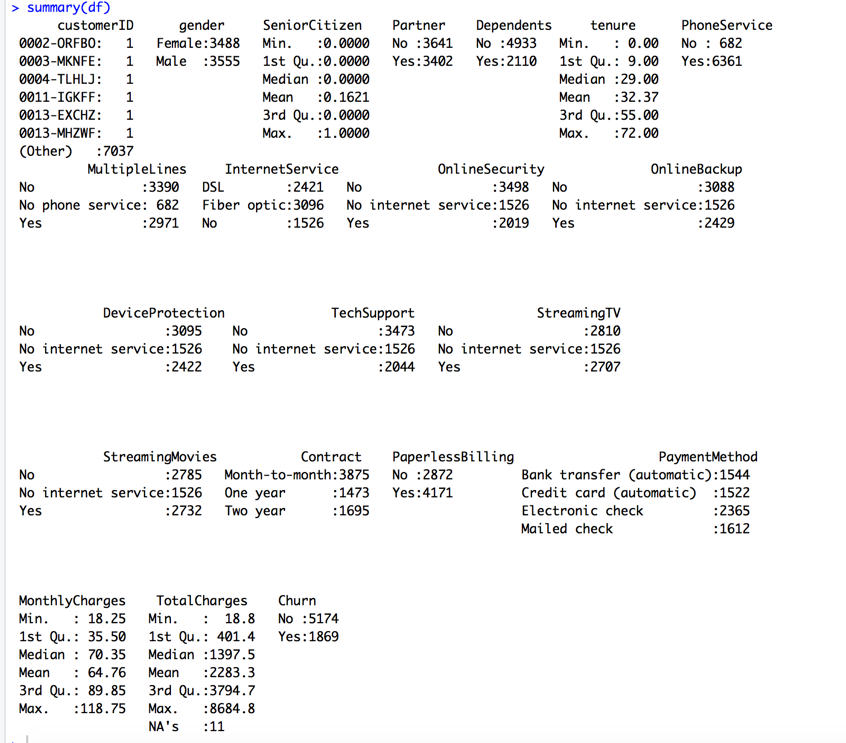 > summary(df)
customerID gender SeniorCitizen Partner Dependents tenure PhoneService
0002-ORFBO: 1 Female:3488 Min. :0.0000 No :3641 No :4933 Min. : 0.00 No : 682
0003-MKNFE: 1 Male :3555 1st Qu.:0.0000 Yes:3402 Yes:2110 1st Qu.: 9.00 Yes:6361
0004-TLHLJ: 1 Median :0.0000 Median :29.00
0011-IGKFF: 1 Mean :0.1621 Mean :32.37
0013-EXCHZ: 1 3rd Qu.:0.0000 3rd Qu.:55.00
0013-MHZWF: 1 Max. :1.0000 Max. :72.00
(Other) :7037
MultipleLines InternetService OnlineSecurity OnlineBackup
No :3390 DSL :2421 No :3498 No :3088
No phone service: 682 Fiber optic:3096 No internet service:1526 No internet service:1526
Yes :2971 No :1526 Yes :2019 Yes :2429
DeviceProtection TechSupport StreamingTV
No :3095 No :3473 No :2810
No internet service:1526 No internet service:1526 No internet service:1526
Yes :2422 Yes :2044 Yes :2707
StreamingMovies Contract PaperlessBilling PaymentMethod
No :2785 Month-to-month:3875 No :2872 Bank transfer (automatic):1544
No internet service:1526 One year :1473 Yes:4171 Credit card (automatic) :1522
Yes :2732 Two year :1695 Electronic check :2365
Mailed check :1612
MonthlyCharges TotalCharges Churn
Min. : 18.25 Min. : 18.8 No :5174
1st Qu.: 35.50 1st Qu.: 401.4 Yes:1869
Median : 70.35 Median :1397.5
Mean : 64.76 Mean :2283.3
3rd Qu.: 89.85 3rd Qu.:3794.7
Max. :118.75 Max. :8684.8
NA's :11